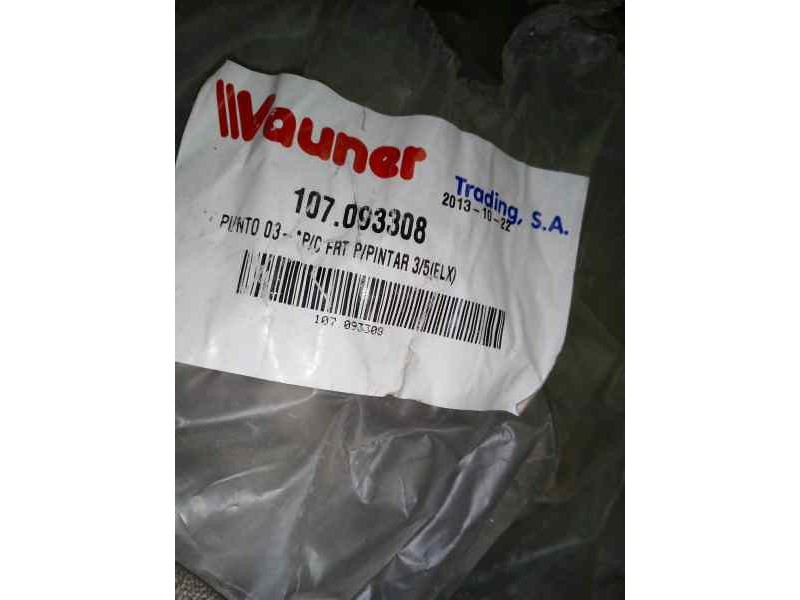 Vauner
Trading, S.A.
2013-10-22
107.093308
PUNTO 03- P/C FRT P/PINTAR 3/5(ELX)
107.093308